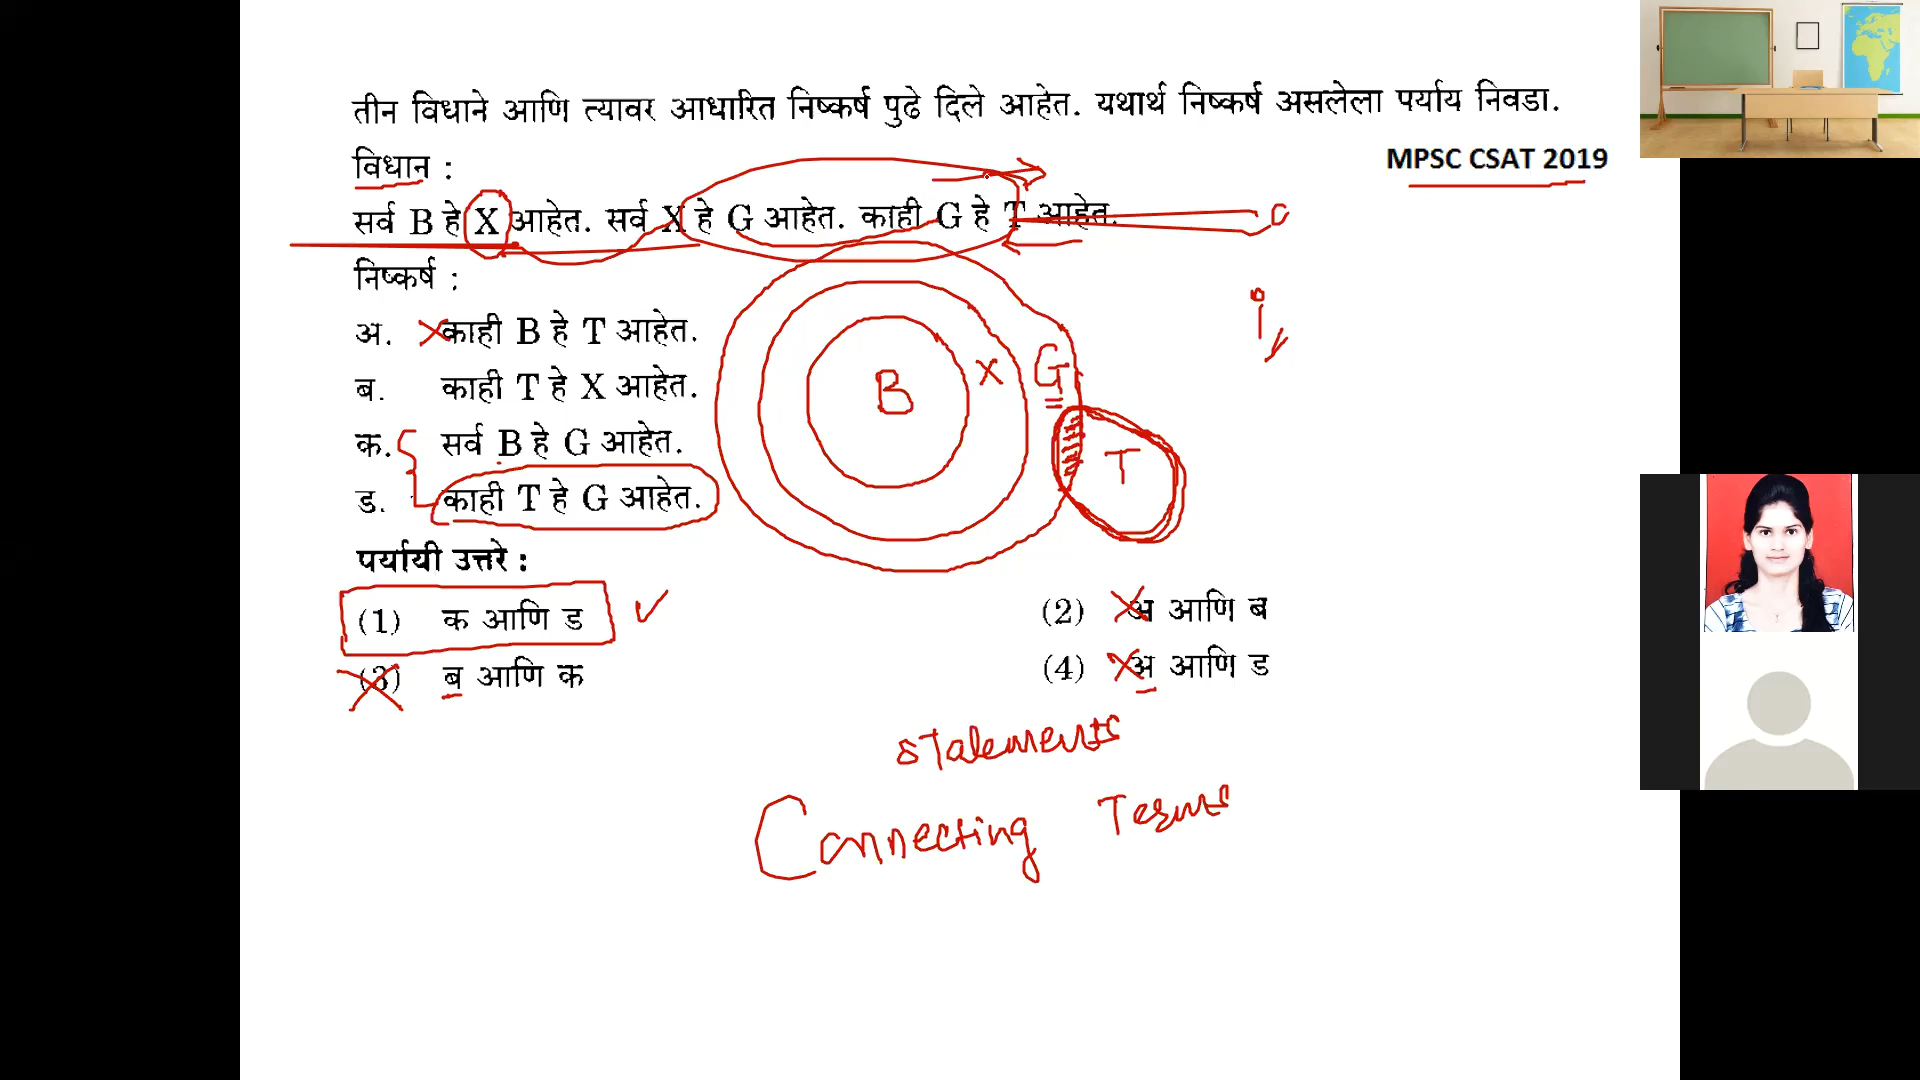 तीन विधाने आणि त्यावर आधारित निष्कर्ष पुढे दिले आहेत. यथार्थ निष्कर्ष असलेला पर्याय निवडा.
MPSC CSAT 2019
विधान :
सर्व B हे X आहेत. सर्व X हे G आहेत. काही G हे T आहेत.
निष्कर्ष :
अ. काही B हे T आहेत.
ब. काही T हे X आहेत.
क. सर्व B हे G आहेत.
ड. काही T हे G आहेत.
B X G T
पर्यायी उत्तरे :
(1) क आणि ड (2) अ आणि ब
(3) ब आणि क (4) अ आणि ड
statements
Connecting Terms